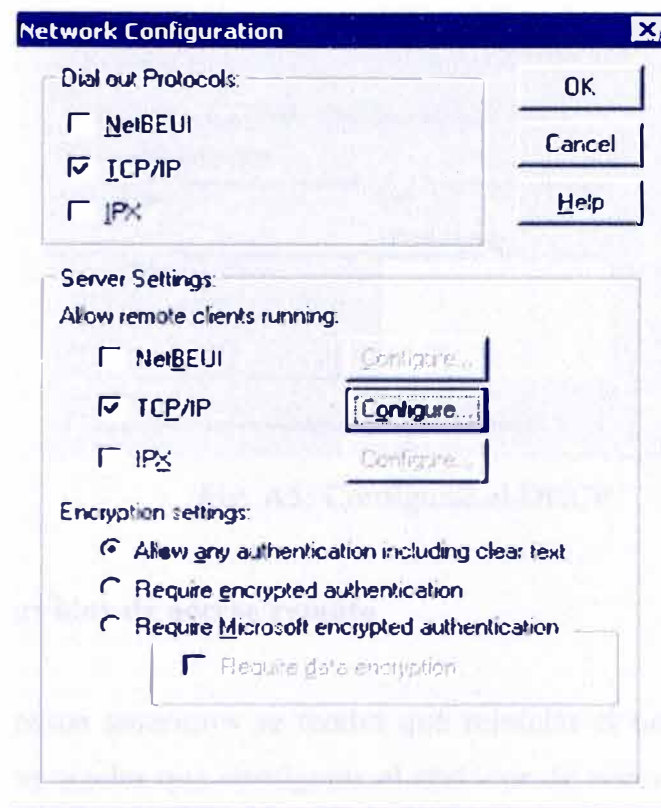 Network Configuration
Dial out Protocols:
OK
NetBEUI
Cancel
TCP/IP
Help
IPX
Server Settings:
Allow remote clients running:
NetBEUI
Configure...
TCP/IP
Configure...
IPX
Configure...
Encryption settings:
Allow any authentication including clear text
Require encrypted authentication
Require Microsoft encrypted authentication
Require data encryption